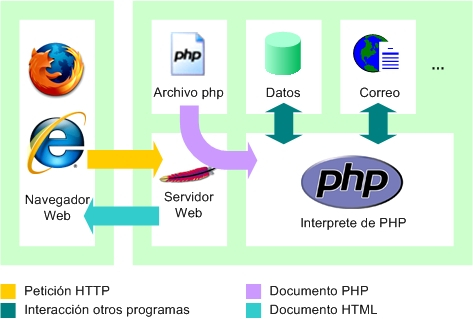 php
Archivo php
Datos
Correo
...
Navegador
Web
Servidor
Web
php
Interprete de PHP
Petición HTTP
Documento PHP
Interacción otros programas
Documento HTML